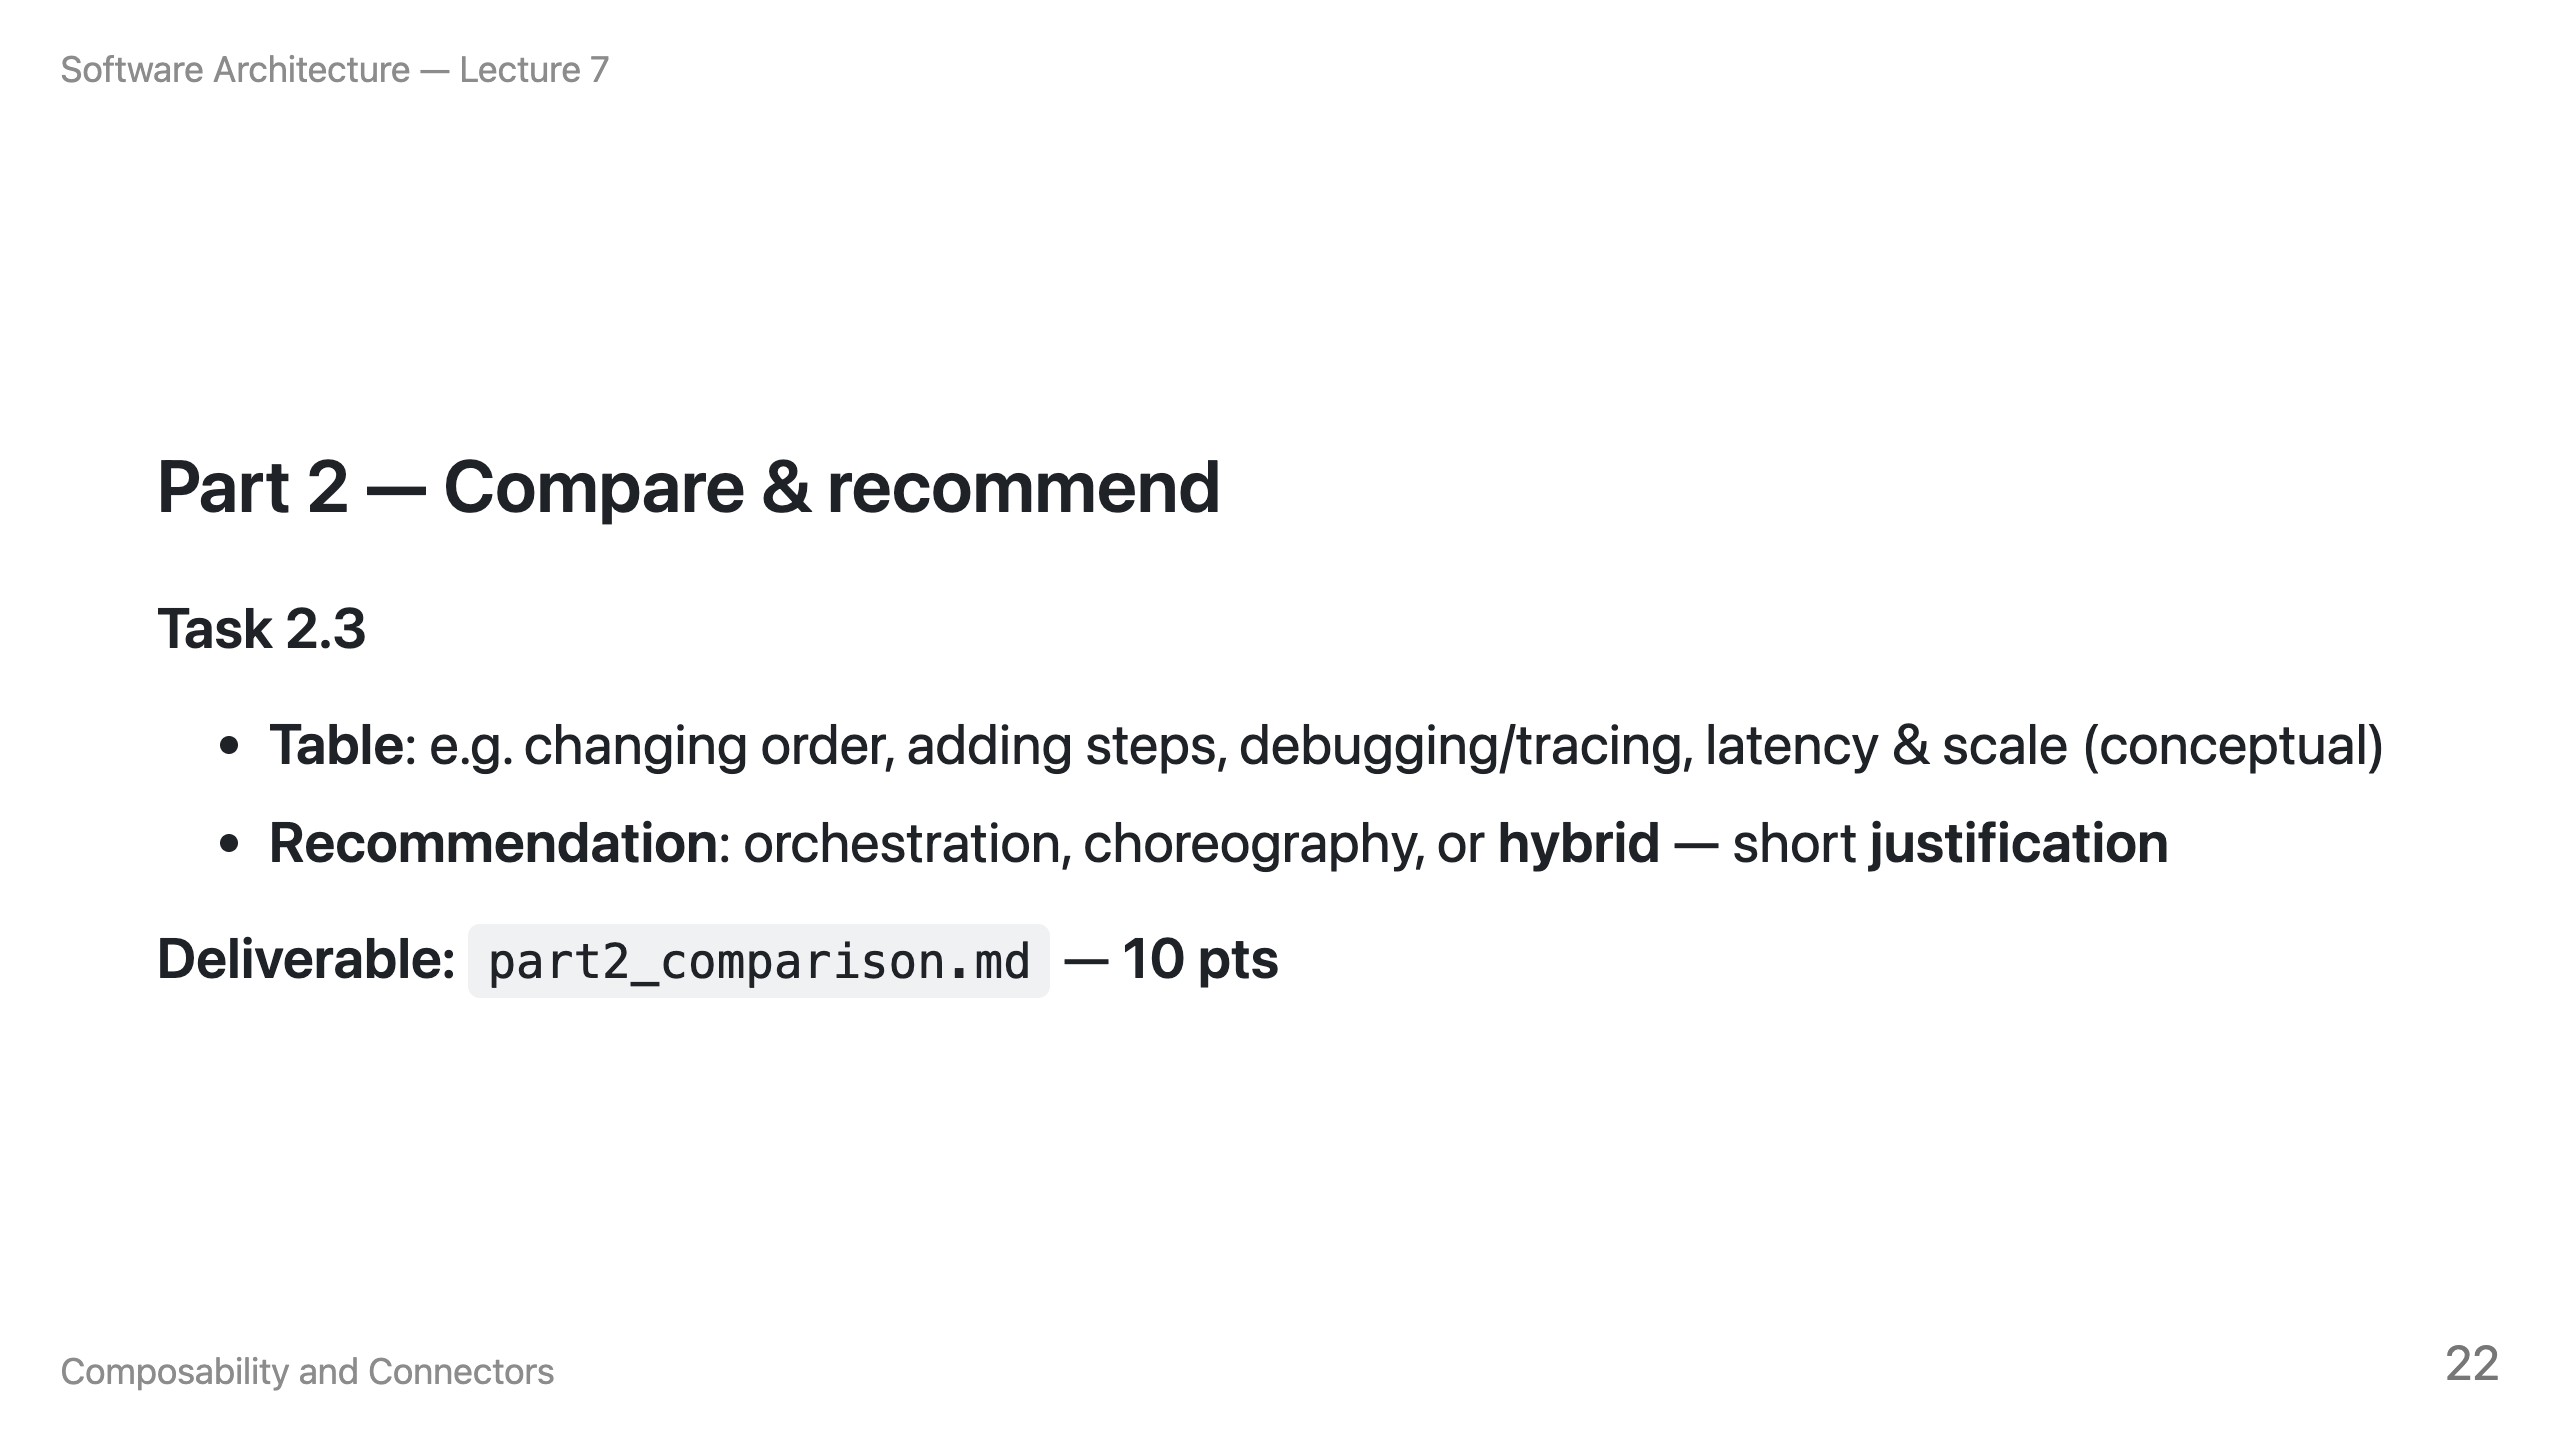 Software Architecture — Lecture 7
Part 2 — Compare & recommend
Task 2.3
• Table: e.g. changing order, adding steps, debugging/tracing, latency & scale (conceptual)
• Recommendation: orchestration, choreography, or hybrid — short justification
Deliverable: part2_comparison.md — 10 pts
Composability and Connectors
22